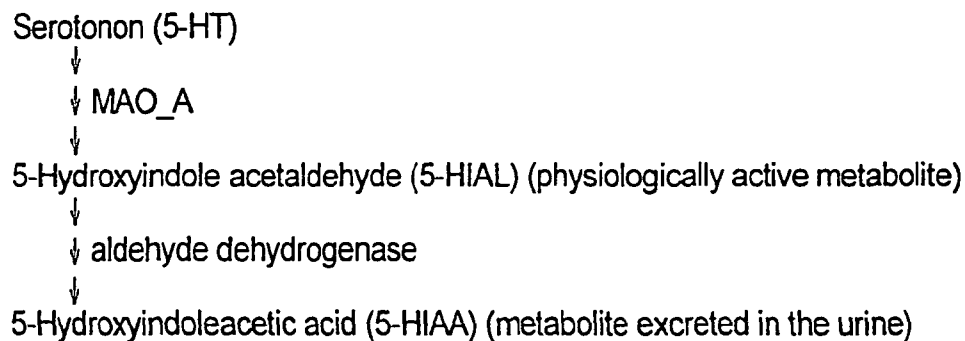 Serotonon (5-HT)
MAO_A
5-Hydroxyindole acetaldehyde (5-HIAL) (physiologically active metabolite)
aldehyde dehydrogenase
5-Hydroxyindoleacetic acid (5-HIAA) (metabolite excreted in the urine)